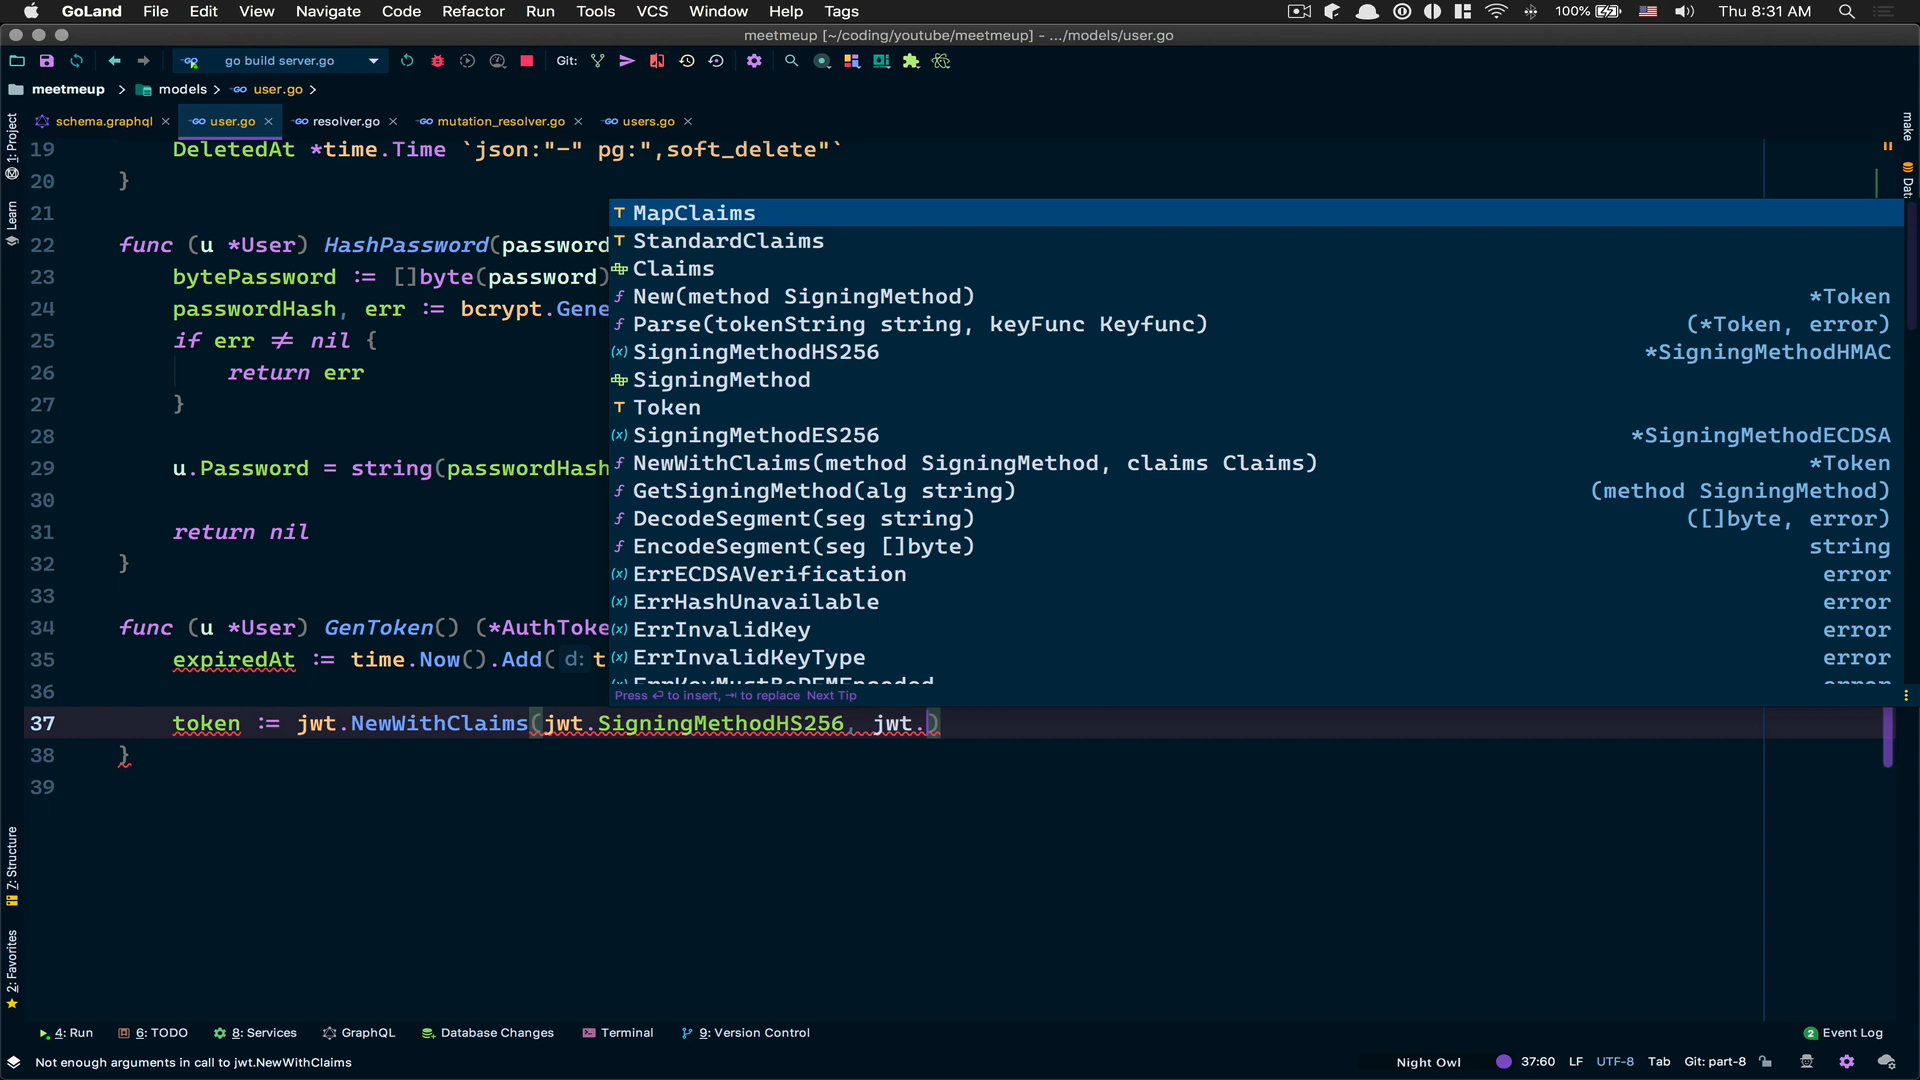 GoLand File Edit View Navigate Code Refactor Run Tools VCS Window Help Tags 100% Thu 8:31 AM
meetmeup [~/coding/youtube/meetmeup] - .../models/user.go
go build server.go Git:
meetmeup > models > user.go >
schema.graphql user.go resolver.go mutation_resolver.go users.go
1: Project
Learn
7: Structure
2: Favorites
make
19 DeletedAt *time.Time `json:"-" pg:",soft_delete"`
20 }
21
22 func (u *User) HashPassword(password
23 bytePassword := []byte(password)
24 passwordHash, err := bcrypt.Gene
25 if err ≠ nil {
26 return err
27 }
28
29 u.Password = string(passwordHash
30
31 return nil
32 }
33
34 func (u *User) GenToken() (*AuthToke
35 expiredAt := time.Now().Add( d: t
36
37 token := jwt.NewWithClaims(jwt.SigningMethodHS256, jwt.)
38 }
39
MapClaims
StandardClaims
Claims
New(method SigningMethod) *Token
Parse(tokenString string, keyFunc Keyfunc) (*Token, error)
SigningMethodHS256 *SigningMethodHMAC
SigningMethod
Token
SigningMethodES256 *SigningMethodECDSA
NewWithClaims(method SigningMethod, claims Claims) *Token
GetSigningMethod(alg string) (method SigningMethod)
DecodeSegment(seg string) ([]byte, error)
EncodeSegment(seg []byte) string
ErrECDSAVerification error
ErrHashUnavailable error
ErrInvalidKey error
ErrInvalidKeyType error
ErrKeyMustBePEMEncoded error
Press ↵ to insert, ⇥ to replace Next Tip
4: Run 6: TODO 8: Services GraphQL Database Changes Terminal 9: Version Control 2 Event Log
Not enough arguments in call to jwt.NewWithClaims Night Owl 37:60 LF UTF-8 Tab Git: part-8